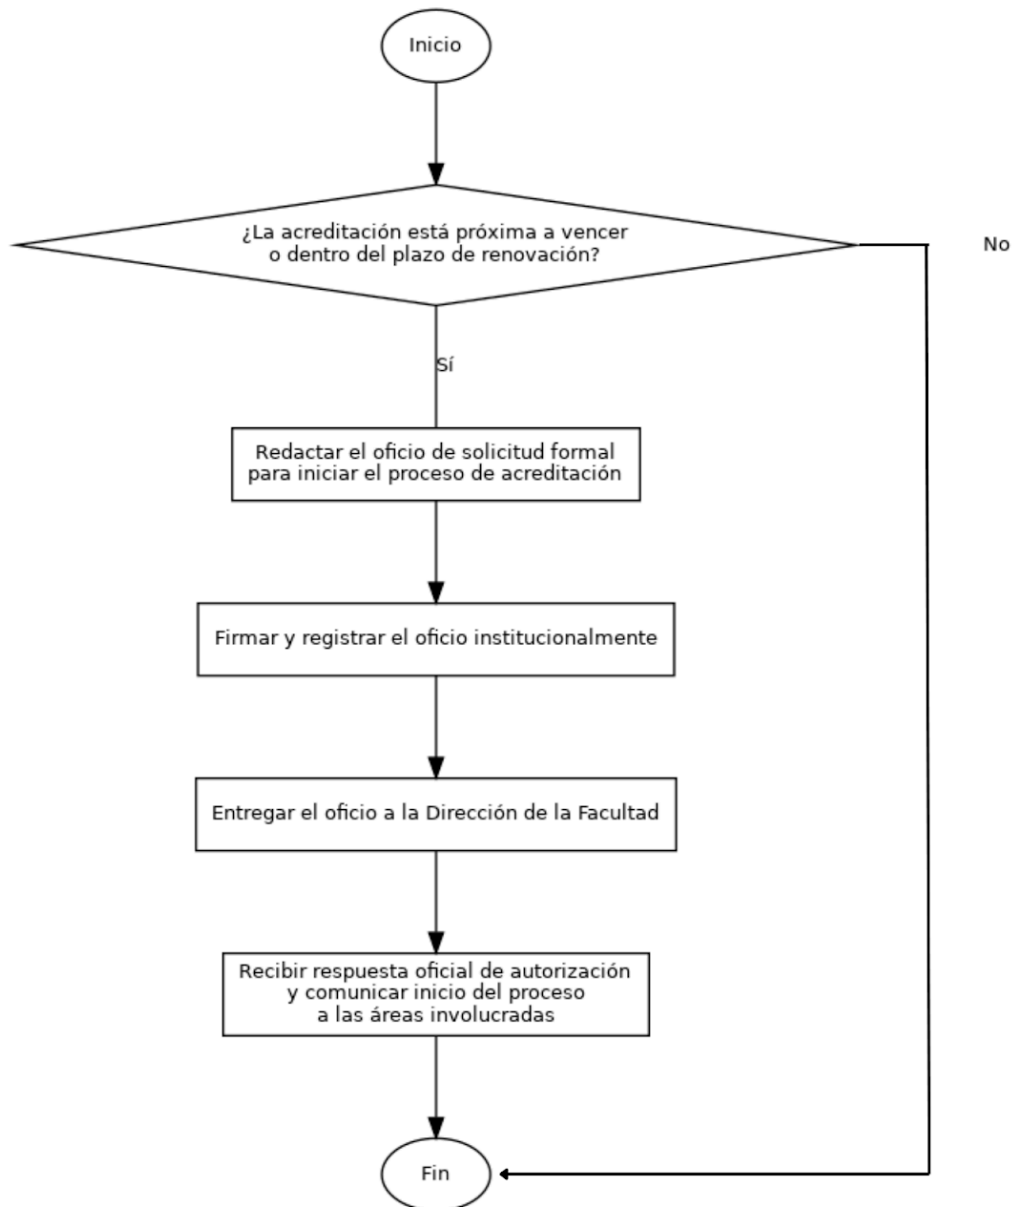 Inicio
¿La acreditación está próxima a vencer
o dentro del plazo de renovación?
No
Sí
Redactar el oficio de solicitud formal
para iniciar el proceso de acreditación
Firmar y registrar el oficio institucionalmente
Entregar el oficio a la Dirección de la Facultad
Recibir respuesta oficial de autorización
y comunicar inicio del proceso
a las áreas involucradas
Fin